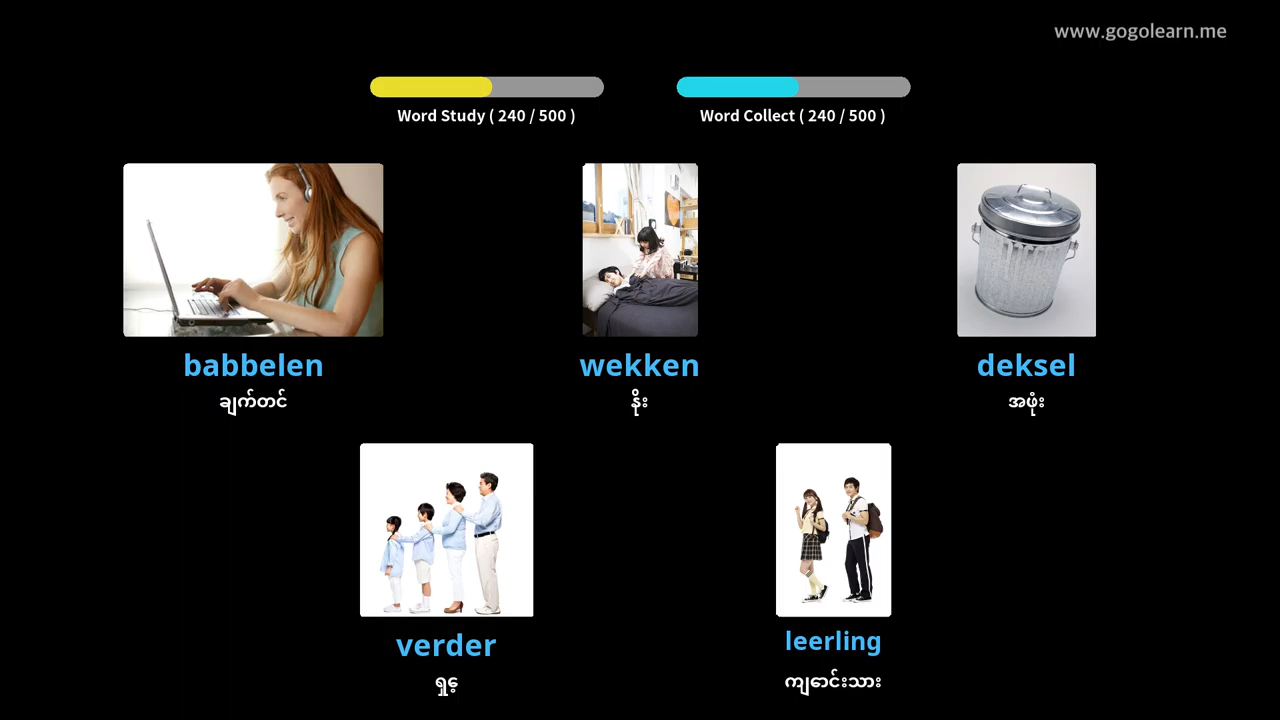 www.gogolearn.me
Word Study ( 240 / 500 )
Word Collect ( 240 / 500 )
babbelen
wekken
deksel
ချက်တင်
နိုး
အဖုံး
verder
leerling
ရှေ့
ကျောင်းသား